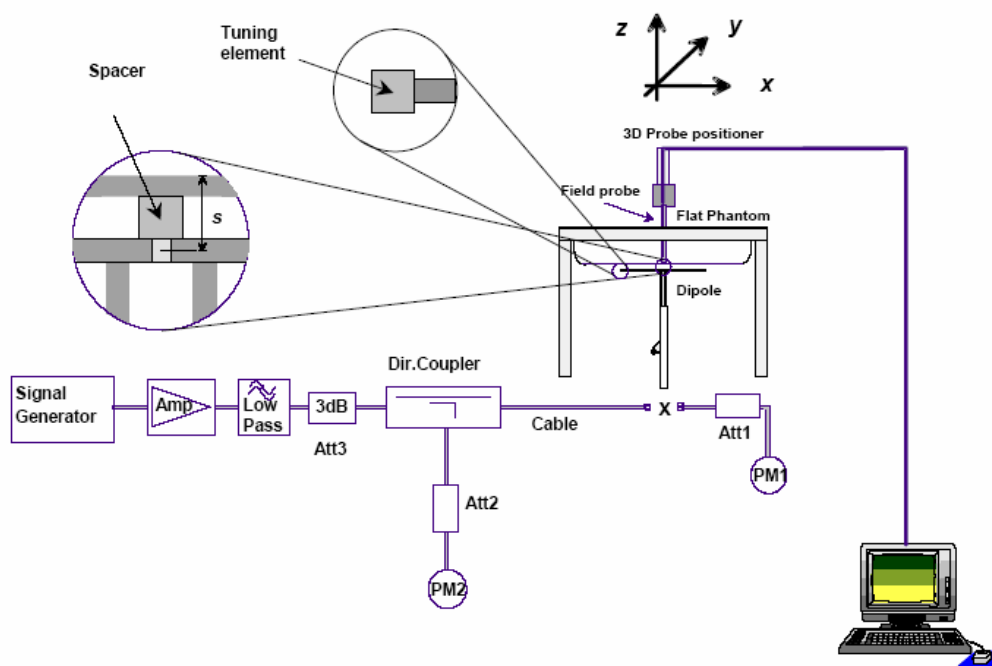 Tuning
element
Spacer
s
z
y
x
3D Probe positioner
Field probe
Flat Phantom
Dipole
Dir.Coupler
Signal
Generator
Amp
Low
Pass
3dB
Att3
Cable
X
Att1
PM1
Att2
PM2